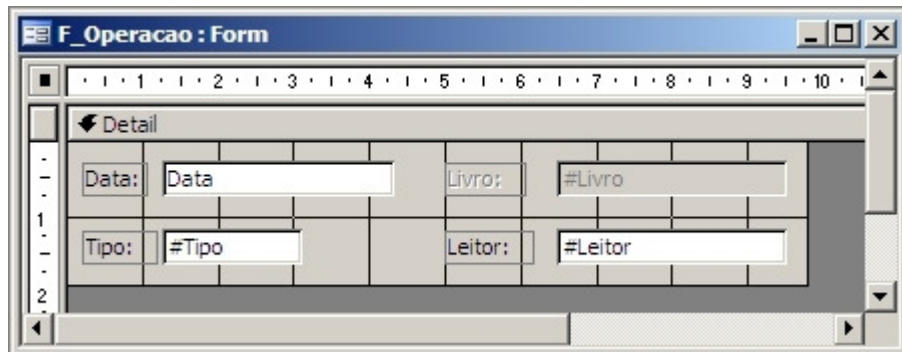 F_Operacao : Form
1 2 3 4 5 6 7 8 9 10
Detail
Data: Data Livro: #Livro
1
Tipo: #Tipo Leitor: #Leitor
2